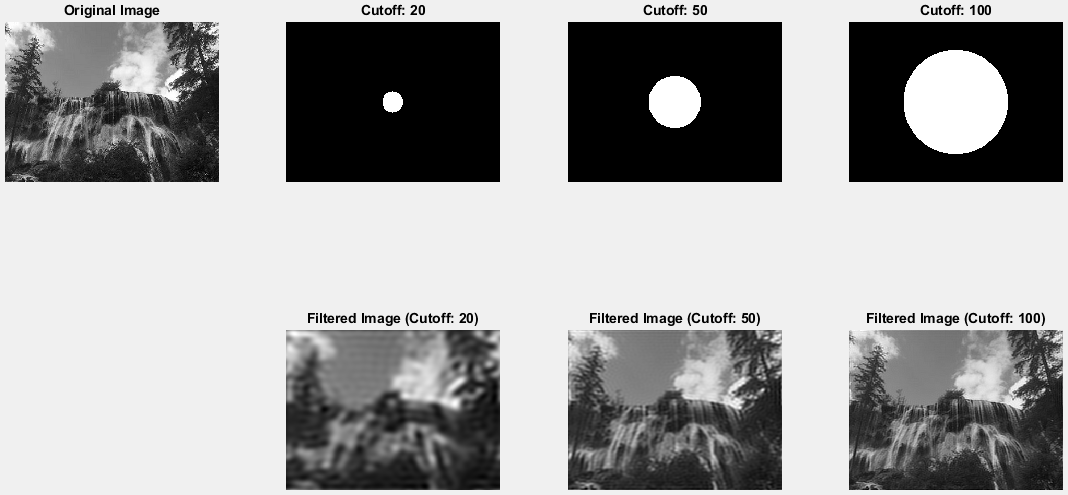 Original Image
Cutoff: 20
Cutoff: 50
Cutoff: 100
Filtered Image (Cutoff: 20)
Filtered Image (Cutoff: 50)
Filtered Image (Cutoff: 100)